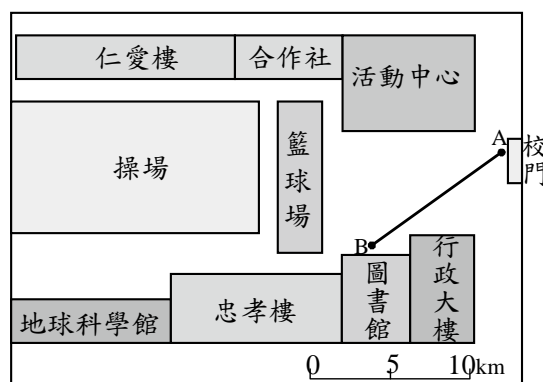 仁愛樓
合作社
活動中心
A
校門
操場
籃球場
B
圖書館
行政大樓
忠孝樓
地球科學館
0 5 10km